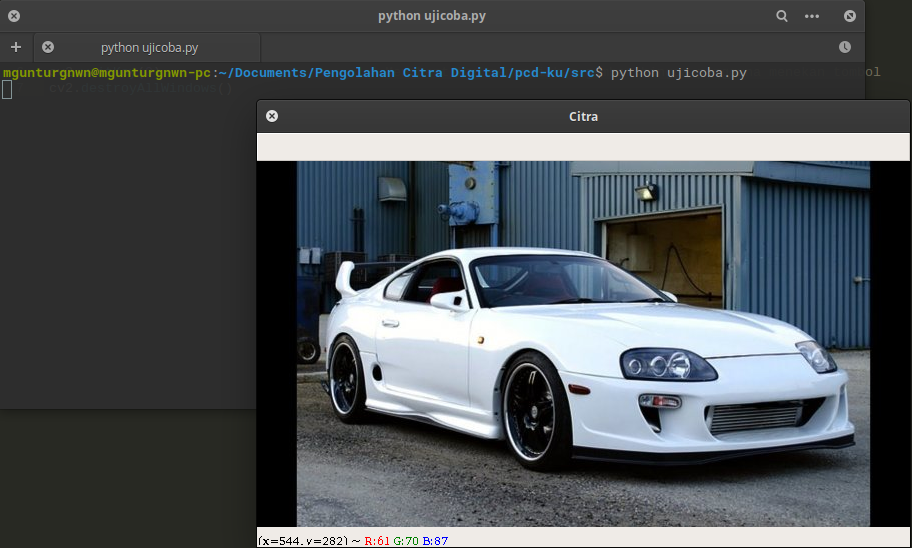 python ujicoba.py
python ujicoba.py
mgunturgnwn@mgunturgnwn-pc:~/Documents/Pengolahan Citra Digital/pcd-ku/src$ python ujicoba.py
cv2.destroyAllWindows()
Citra
(x=544, y=282) ~ R:61 G:70 B:87